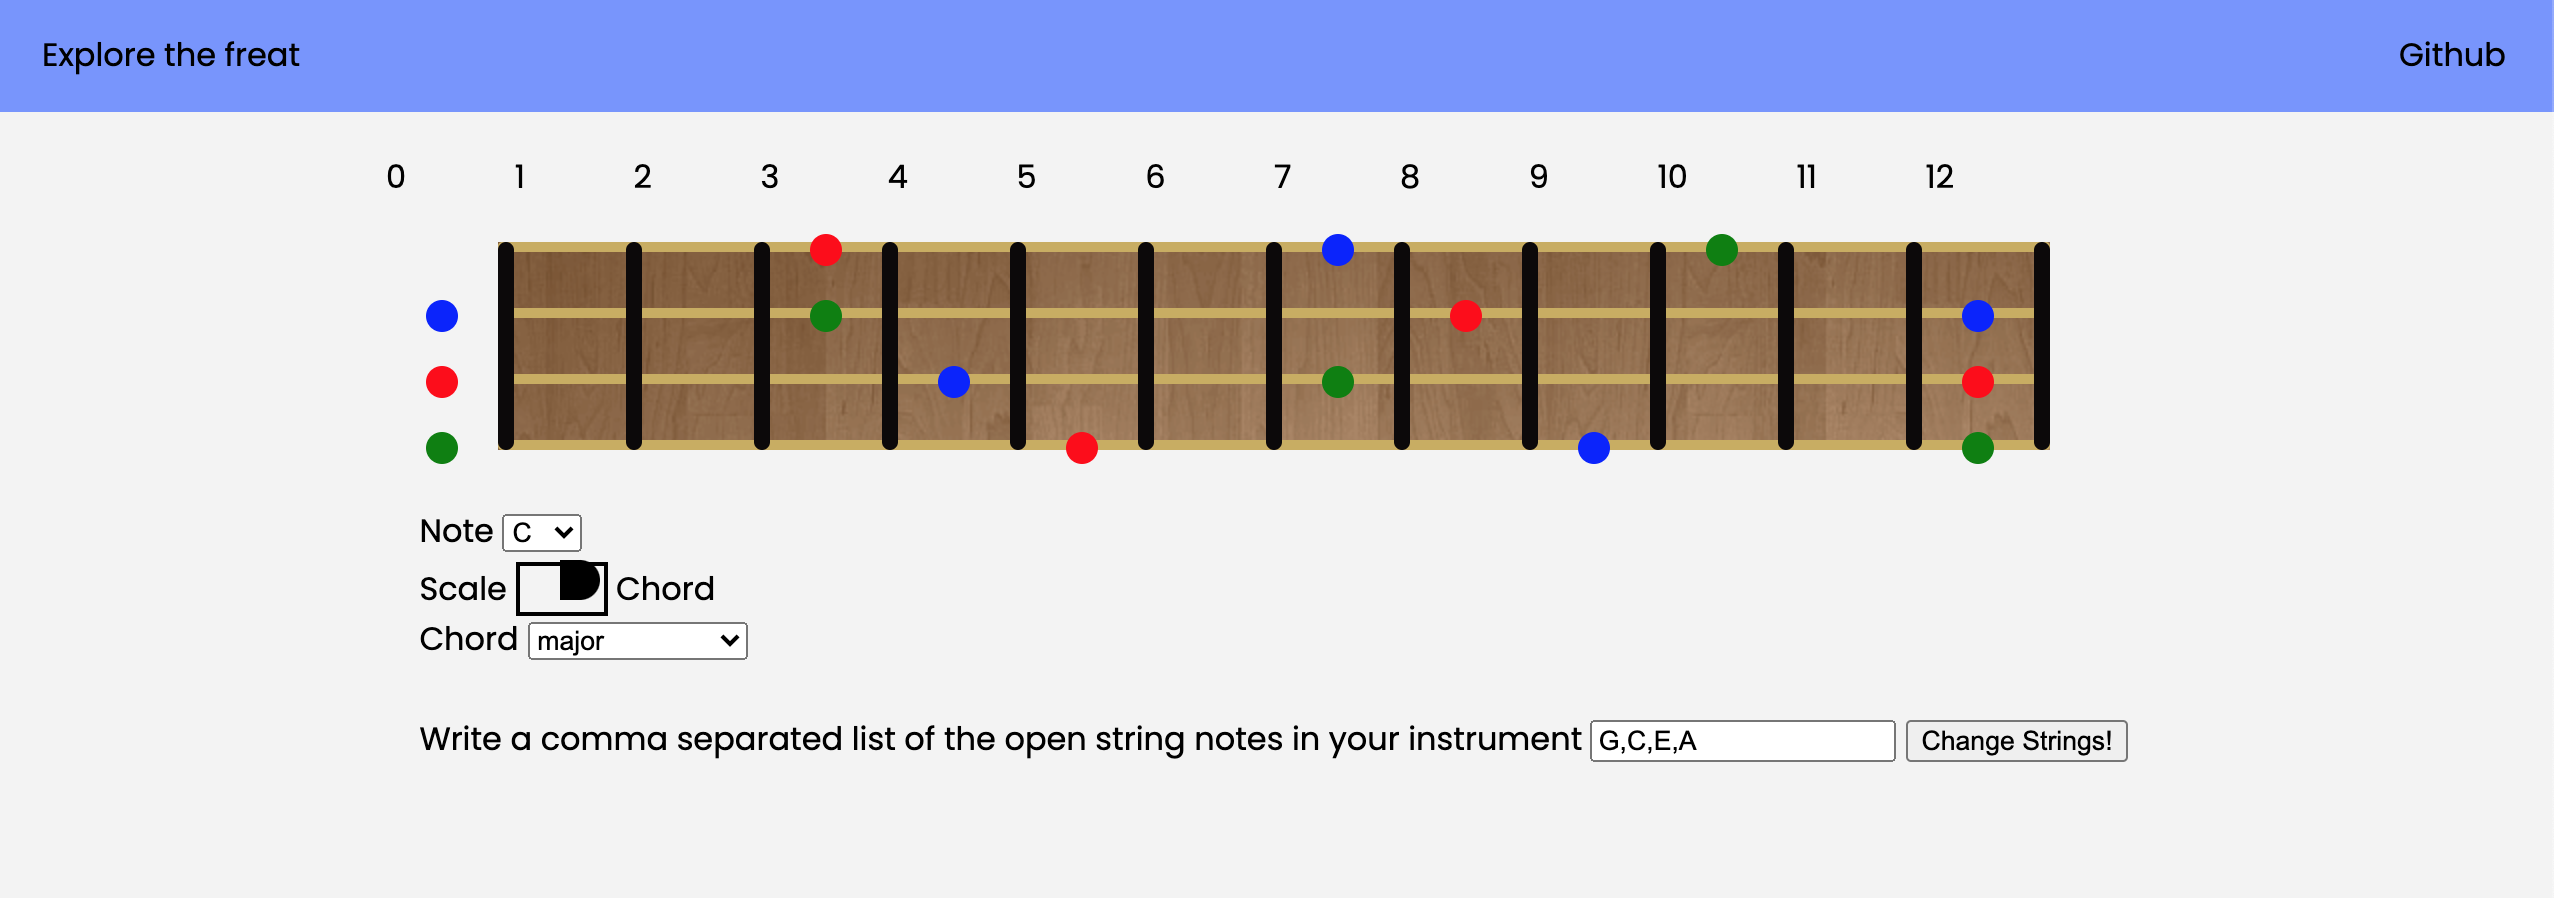 Explore the freat Github
0 1 2 3 4 5 6 7 8 9 10 11 12
Note C
Scale Chord
Chord major
Write a comma separated list of the open string notes in your instrument G,C,E,A Change Strings!